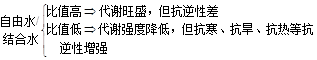 自由水/结合水
比值高⇒代谢旺盛，但抗逆性差
比值低⇒代谢强度降低，但抗寒、抗旱、抗热等抗
逆性增强